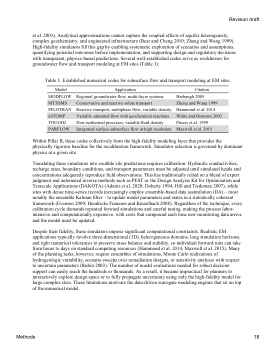 Revision draft
et al. 2003). Analytical approximations cannot capture the coupled effects of aquifer heterogeneity,
complex geochemistry, and engineered infrastructure (Bear and Cheng 2010; Zheng and Wang 1999).
High-fidelity simulators fill this gap by enabling systematic exploration of scenarios and assumptions,
quantifying potential outcomes before implementation, and supporting design and regulatory decisions
with transparent, physics-based predictions. Several well-established codes serve as workhorses for
groundwater flow and transport modeling at EM sites (Table 3).
Table 3. Established numerical codes for subsurface flow and transport modeling at EM sites.
Model Application Citation
MODFLOW Regional groundwater flow, multi-layer systems Harbaugh 2005
MT3DMS Conservative and reactive solute transport Zheng and Wang 1999
PFLOTRAN Reactive transport, multiphase flow, variable density Hammond et al. 2014
eSTOMP Variable-saturated flow with geochemical reactions White and Oostrom 2003
TOUGH2 Non-isothermal processes, variable fluid density Pruess et al. 1999
PARFLOW Integrated surface-subsurface flow at high resolution Maxwell et al. 2015
Within Pillar B, these codes collectively form the high-fidelity modeling layer that provides the
physically rigorous baseline for the recalibration framework. Simulator selection is governed by dominant
physics at a given site.
Translating these simulators into credible site predictions requires calibration. Hydraulic conductivities,
recharge rates, boundary conditions, and transport parameters must be adjusted until simulated heads and
concentrations adequately reproduce field observations. This has traditionally relied on a blend of expert
judgment and automated inverse methods such as PEST or the Design Analysis Kit for Optimization and
Terascale Applications (DAKOTA) (Adams et al. 2020, Doherty 1994, Hill and Tiedeman 2007), while
sites with dense time-series records increasingly employ ensemble-based data assimilation (DA) – most
notably the ensemble Kalman filter – to update model parameters and states in a statistically coherent
framework (Evensen 2009, Hendricks Franssen and Kinzelbach 2008). Regardless of the technique, every
calibration cycle demands repeated forward simulations and careful tuning, making the process labor-
intensive and computationally expensive, with costs that compound each time new monitoring data arrive
and the model must be updated.
Despite their fidelity, these simulators impose significant computational constraints. Realistic EM
applications typically involve three-dimensional (3D), heterogeneous domains, long simulation horizons,
and tight numerical tolerances to preserve mass balance and stability, so individual forward runs can take
from hours to days on standard computing resources (Hammond et al. 2014; Maxwell et al. 2015). Many
of the planning tasks, however, require ensembles of simulations, Monte Carlo realizations of
hydrogeologic variability, scenario sweeps over remediation designs, or sensitivity analyses with respect
to uncertain parameters (Rubin 2003). The number of model evaluations needed for robust decision
support can easily reach the hundreds or thousands. As a result, it became impractical for planners to
interactively explore design space or to fully propagate uncertainty using only the high-fidelity model for
large complex sites. These limitations motivate the data-driven surrogate modeling engines that sit on top
of the numerical model.
Methods 16